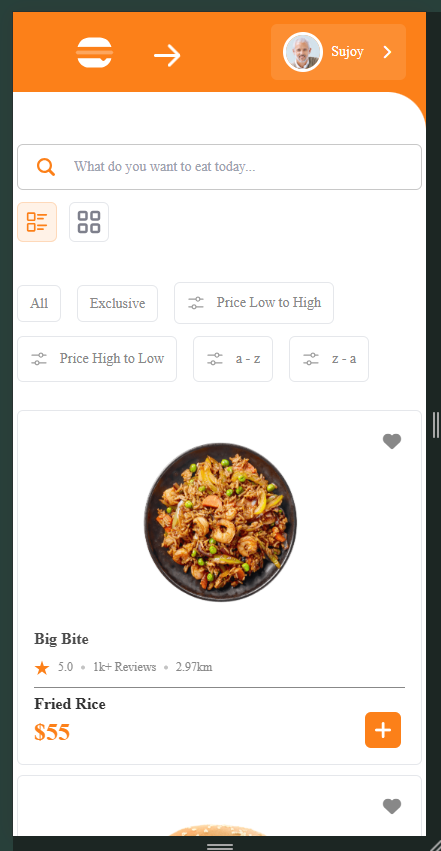 Sujoy
What do you want to eat today...
All
Exclusive
Price Low to High
Price High to Low
a - z
z - a
Big Bite
5.0
1k+ Reviews
2.97km
Fried Rice
$55